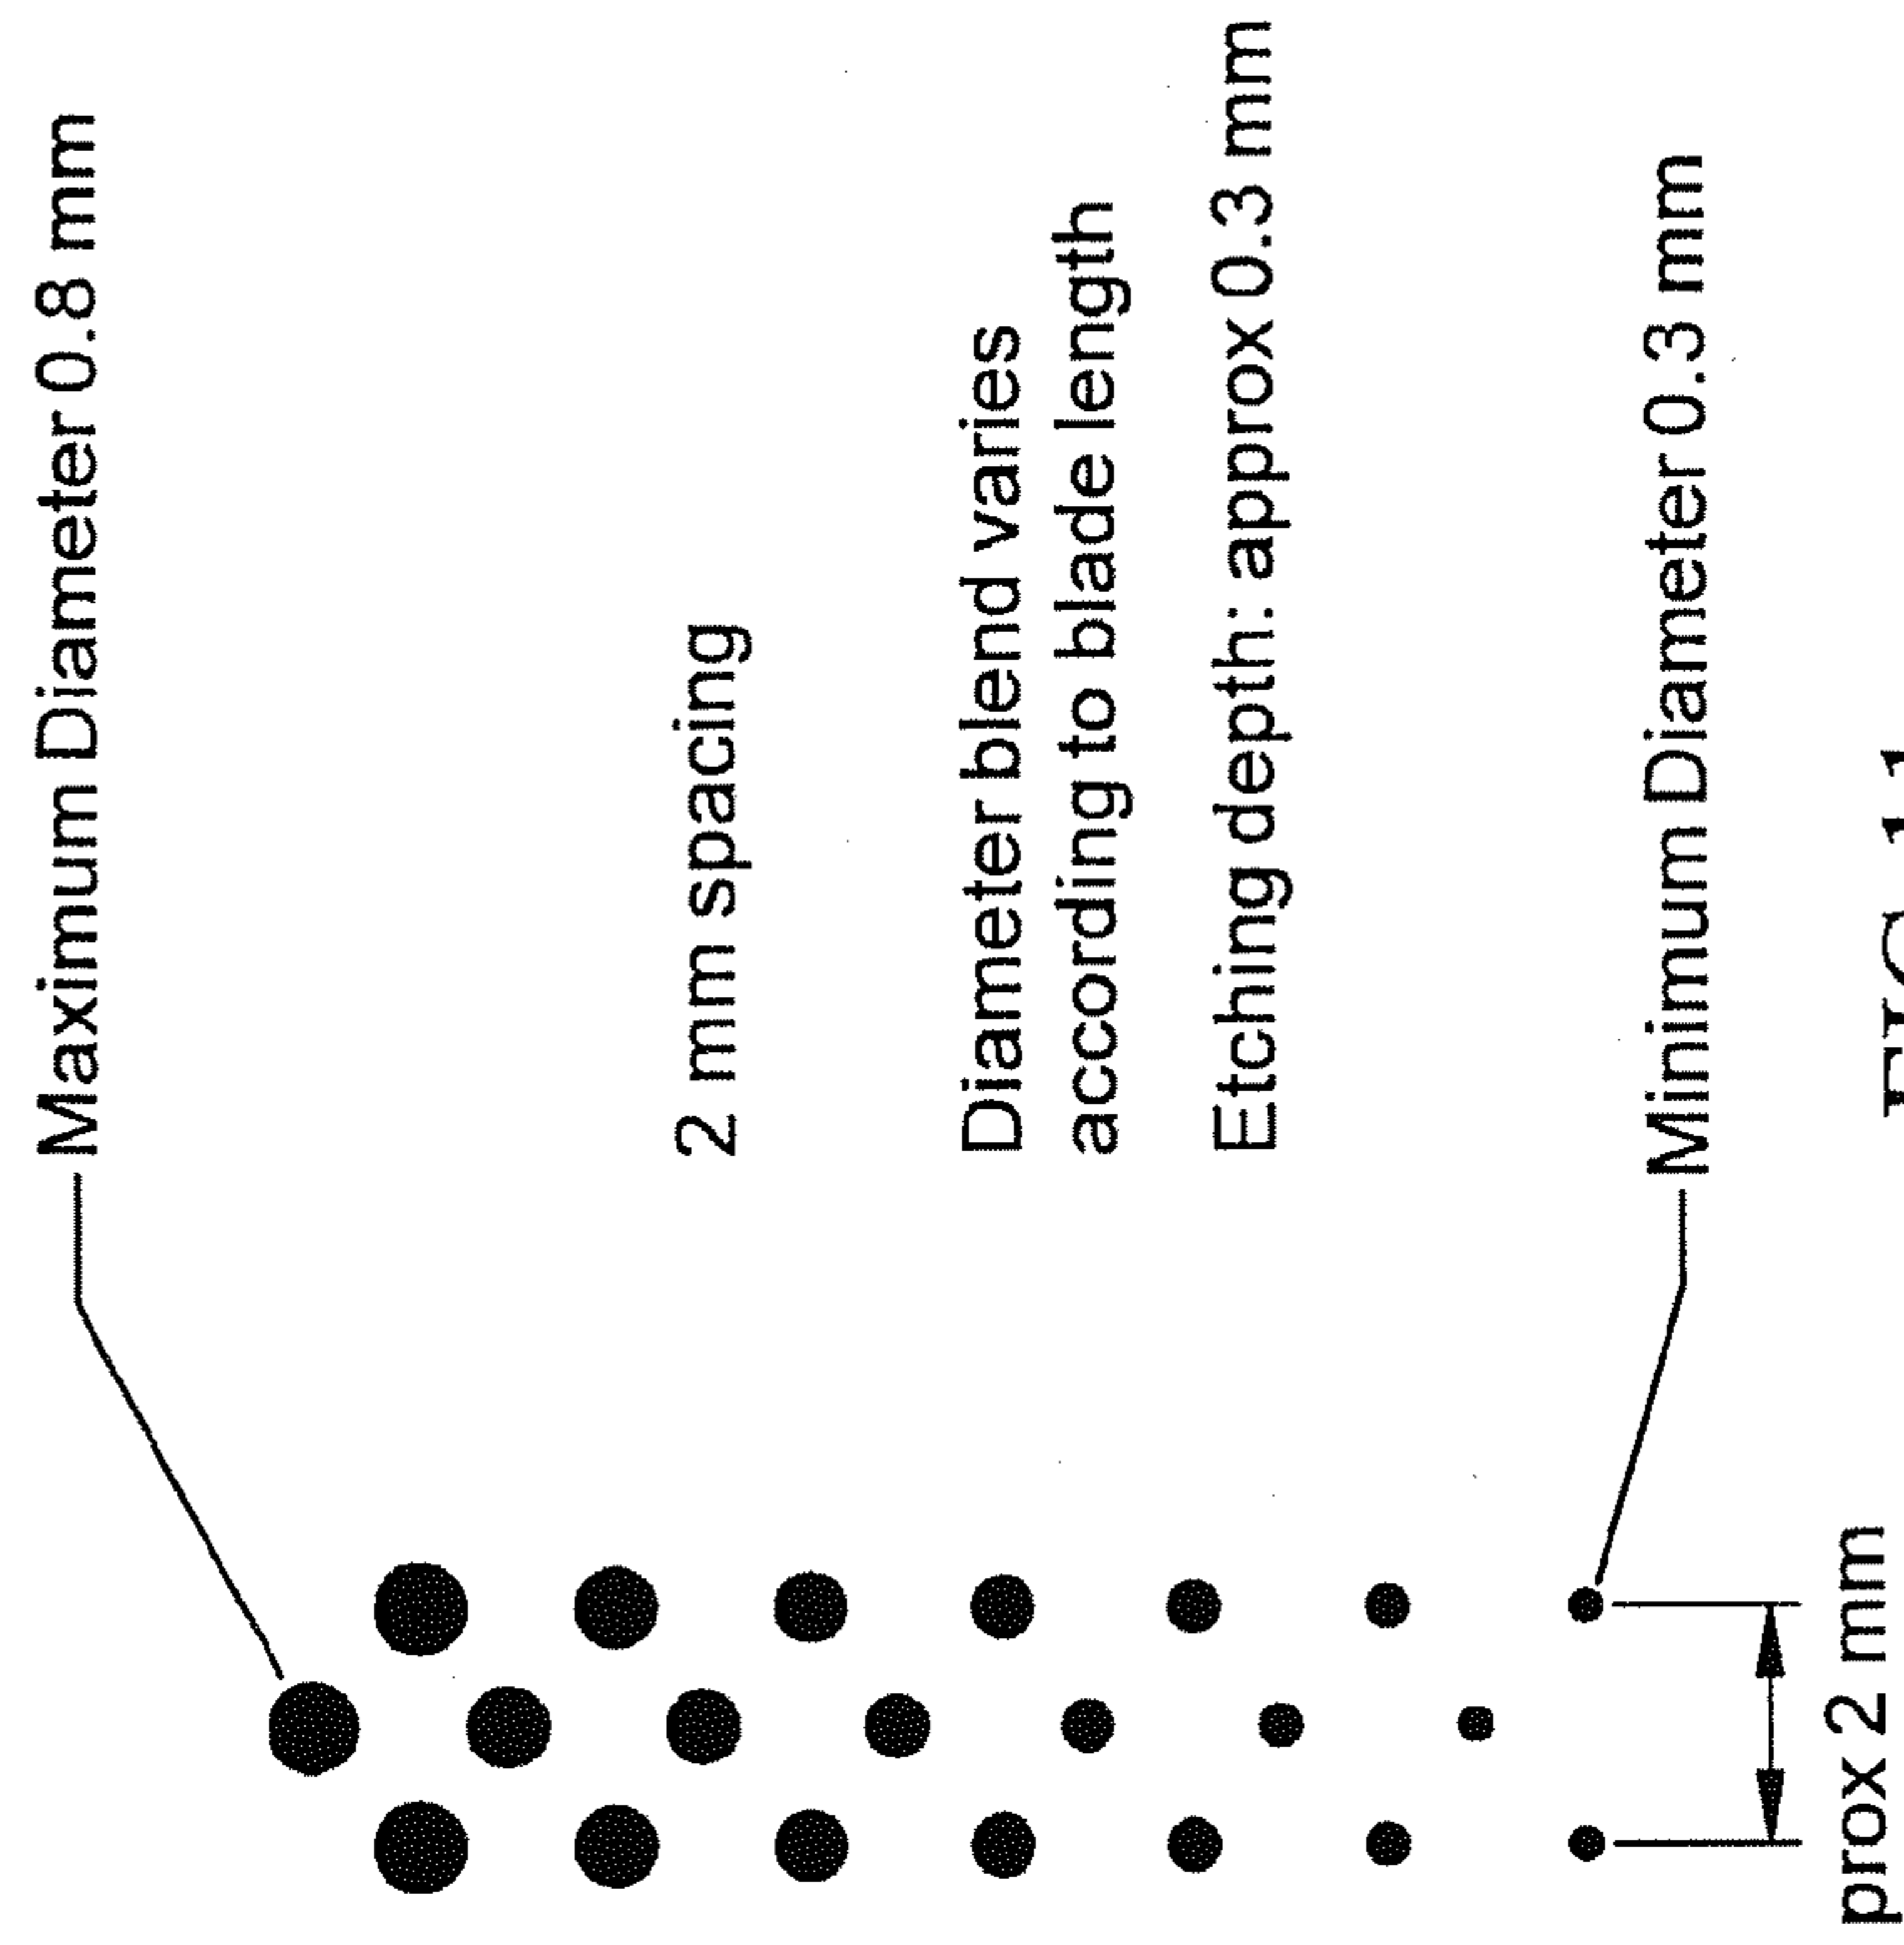 Maximum Diameter 0.8 mm
2 mm spacing
Diameter blend varies
according to blade length
Etching depth: approx 0.3 mm
Minimum Diameter 0.3 mm
prox 2 mm